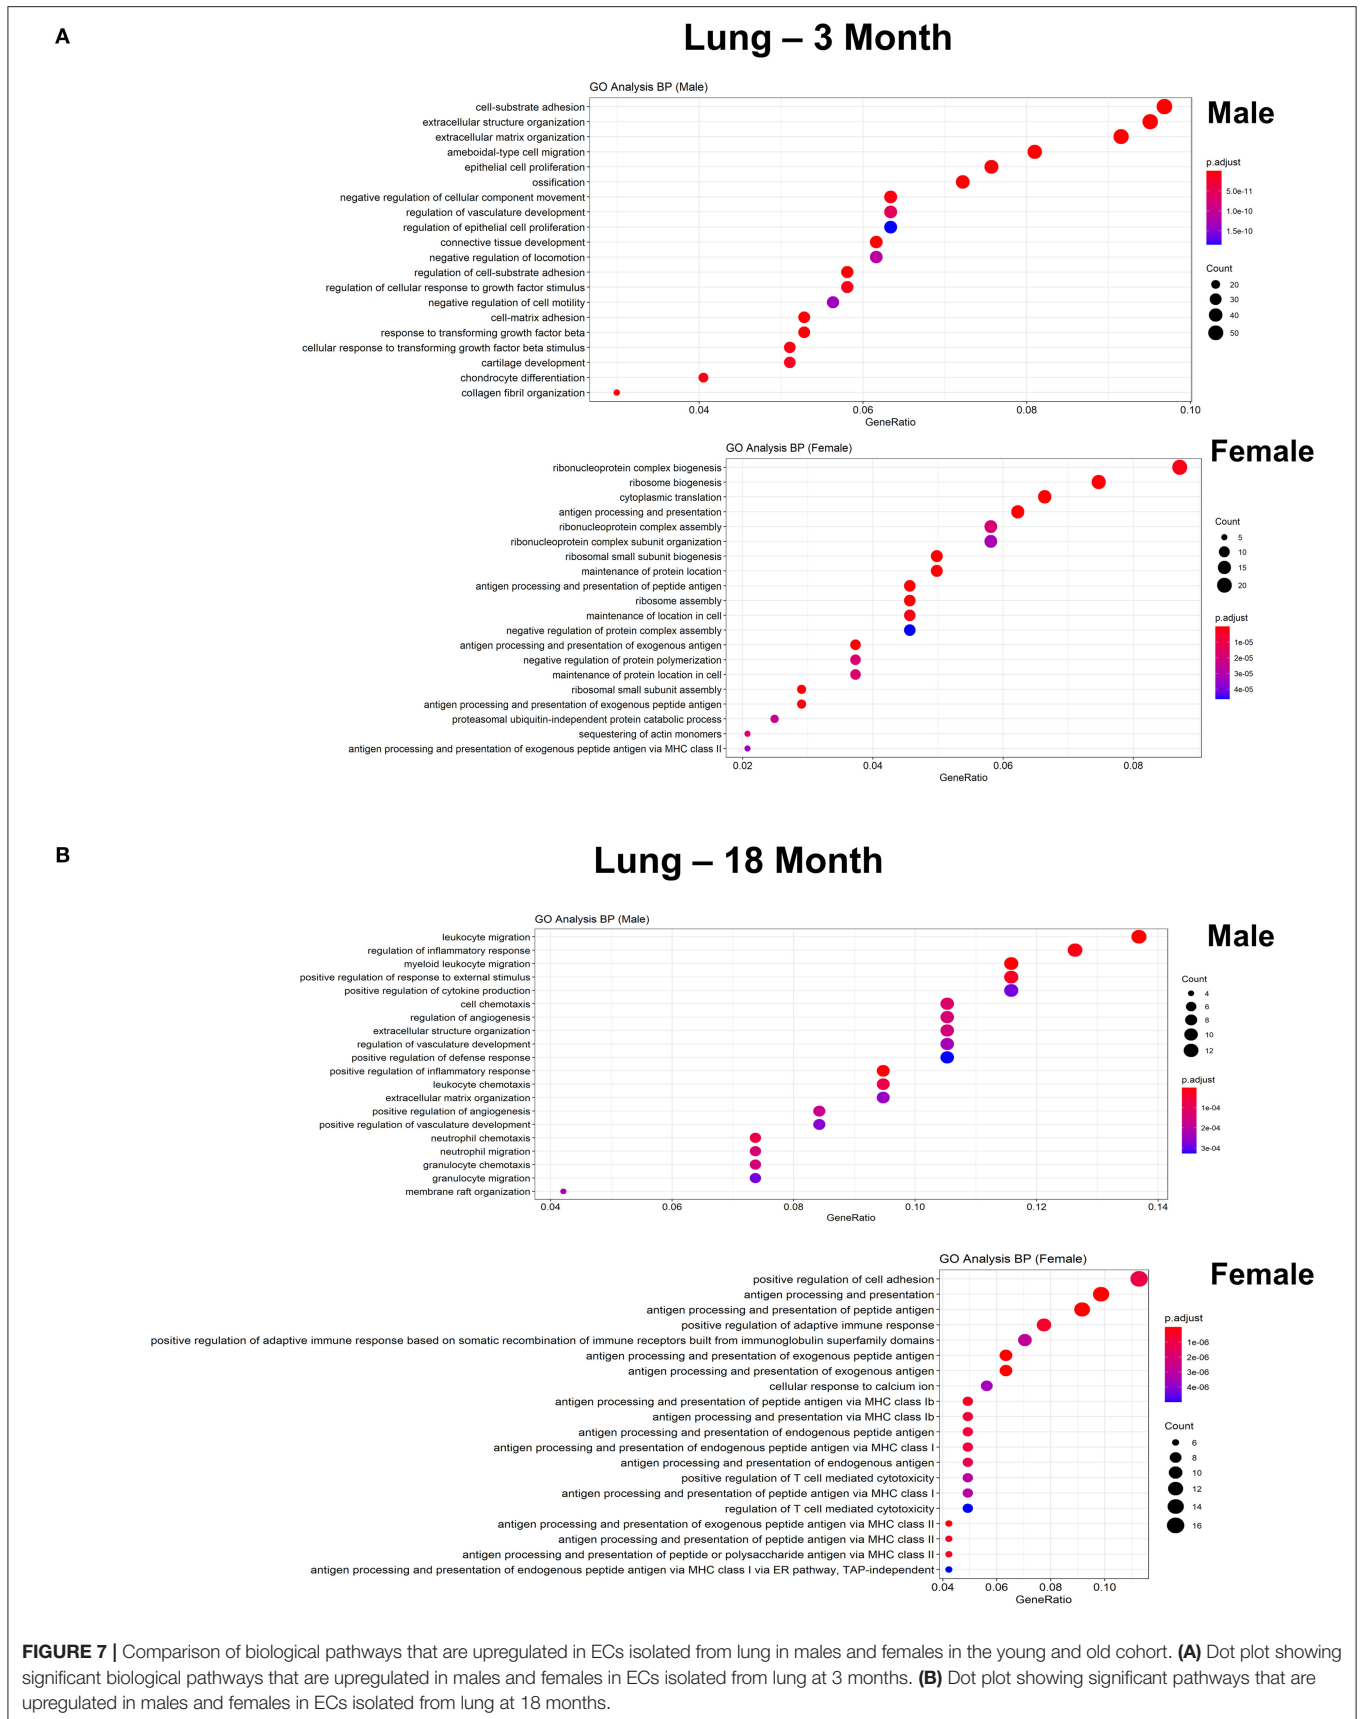 A
Lung – 3 Month
GO Analysis BP (Male)
Male
cell-substrate adhesion
extracellular structure organization
extracellular matrix organization
ameboidal-type cell migration
epithelial cell proliferation
ossification
negative regulation of cellular component movement
regulation of vasculature development
regulation of epithelial cell proliferation
connective tissue development
negative regulation of locomotion
regulation of cell-substrate adhesion
regulation of cellular response to growth factor stimulus
negative regulation of cell motility
cell-matrix adhesion
response to transforming growth factor beta
cellular response to transforming growth factor beta stimulus
cartilage development
chondrocyte differentiation
collagen fibril organization
0.04 0.06 0.08 0.10
GeneRatio
p.adjust
5.0e-11
1.0e-10
1.5e-10
Count
20
30
40
50
GO Analysis BP (Female)
Female
ribonucleoprotein complex biogenesis
ribosome biogenesis
cytoplasmic translation
antigen processing and presentation
ribonucleoprotein complex assembly
ribonucleoprotein complex subunit organization
ribosomal small subunit biogenesis
maintenance of protein location
antigen processing and presentation of peptide antigen
ribosome assembly
maintenance of location in cell
negative regulation of protein complex assembly
antigen processing and presentation of exogenous antigen
negative regulation of protein polymerization
maintenance of protein location in cell
ribosomal small subunit assembly
antigen processing and presentation of exogenous peptide antigen
proteasomal ubiquitin-independent protein catabolic process
sequestering of actin monomers
antigen processing and presentation of exogenous peptide antigen via MHC class II
0.02 0.04 0.06 0.08
GeneRatio
Count
5
10
15
20
p.adjust
1e-05
2e-05
3e-05
4e-05
B
Lung – 18 Month
GO Analysis BP (Male)
Male
leukocyte migration
regulation of inflammatory response
myeloid leukocyte migration
positive regulation of response to external stimulus
positive regulation of cytokine production
cell chemotaxis
regulation of angiogenesis
extracellular structure organization
regulation of vasculature development
positive regulation of defense response
positive regulation of inflammatory response
leukocyte chemotaxis
extracellular matrix organization
positive regulation of angiogenesis
positive regulation of vasculature development
neutrophil chemotaxis
neutrophil migration
granulocyte chemotaxis
granulocyte migration
membrane raft organization
0.04 0.06 0.08 0.10 0.12 0.14
GeneRatio
Count
4
6
8
10
12
p.adjust
1e-04
2e-04
3e-04
GO Analysis BP (Female)
Female
positive regulation of cell adhesion
antigen processing and presentation
antigen processing and presentation of peptide antigen
positive regulation of adaptive immune response
positive regulation of adaptive immune response based on somatic recombination of immune receptors built from immunoglobulin superfamily domains
antigen processing and presentation of exogenous peptide antigen
antigen processing and presentation of exogenous antigen
cellular response to calcium ion
antigen processing and presentation of peptide antigen via MHC class Ib
antigen processing and presentation via MHC class Ib
antigen processing and presentation of endogenous peptide antigen
antigen processing and presentation of endogenous peptide antigen via MHC class I
antigen processing and presentation of endogenous antigen
positive regulation of T cell mediated cytotoxicity
antigen processing and presentation of peptide antigen via MHC class I
regulation of T cell mediated cytotoxicity
antigen processing and presentation of exogenous peptide antigen via MHC class II
antigen processing and presentation of peptide antigen via MHC class II
antigen processing and presentation of peptide or polysaccharide antigen via MHC class II
antigen processing and presentation of endogenous peptide antigen via MHC class I via ER pathway, TAP-independent
0.04 0.06 0.08 0.10
GeneRatio
p.adjust
1e-06
2e-06
3e-06
4e-06
Count
6
8
10
12
14
16
FIGURE 7 | Comparison of biological pathways that are upregulated in ECs isolated from lung in males and females in the young and old cohort. (A) Dot plot showing
significant biological pathways that are upregulated in males and females in ECs isolated from lung at 3 months. (B) Dot plot showing significant pathways that are
upregulated in males and females in ECs isolated from lung at 18 months.